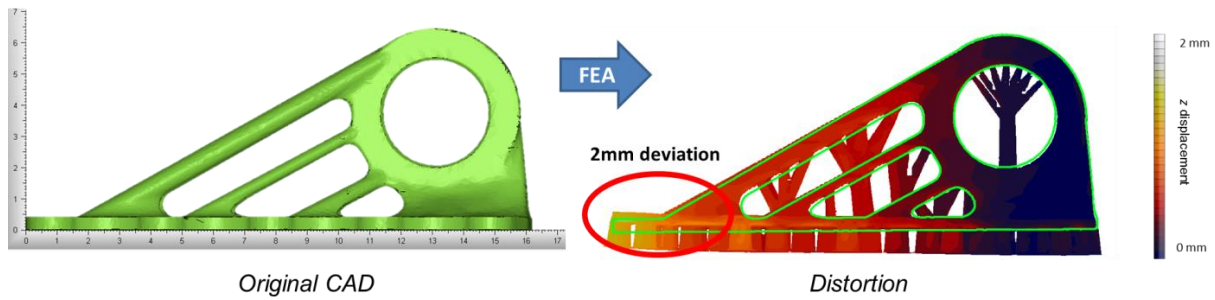 7
6
5
4
3
2
1
0
0 1 2 3 4 5 6 7 8 9 10 11 12 13 14 15 16 17
Original CAD
FEA
2mm deviation
Distortion
2 mm
z displacement
0 mm